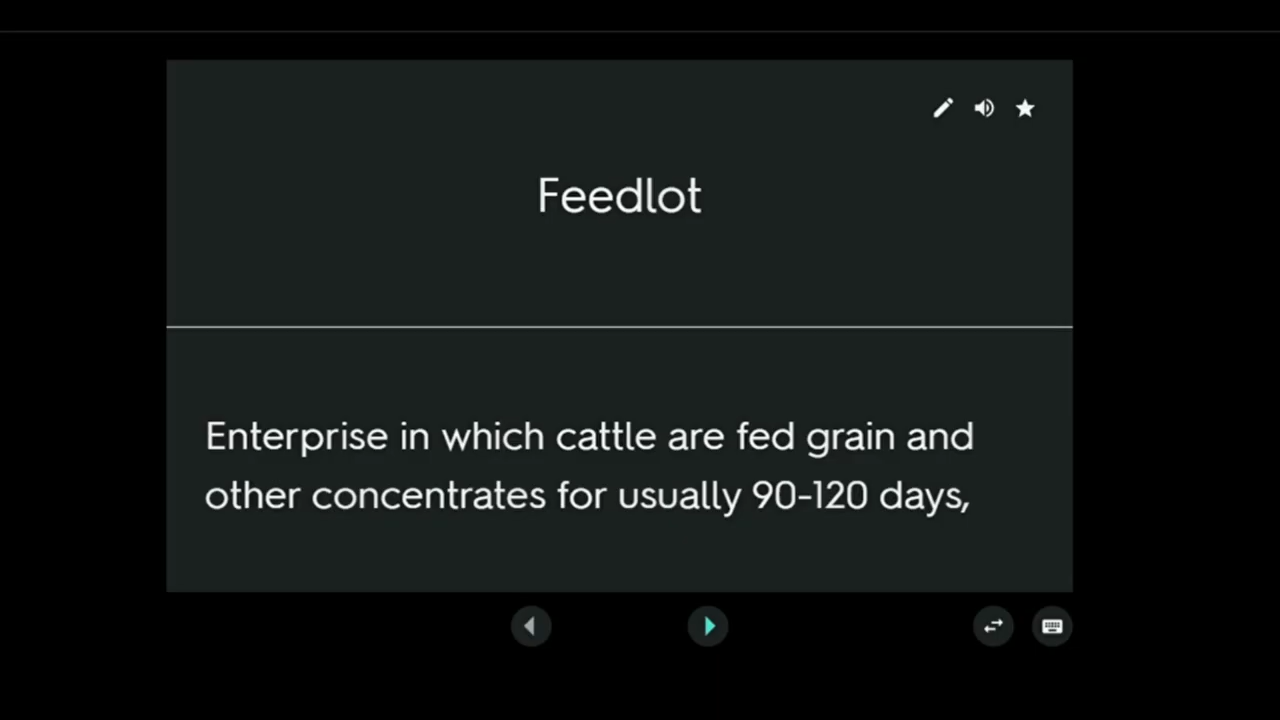 Feedlot
Enterprise in which cattle are fed grain and
other concentrates for usually 90-120 days,